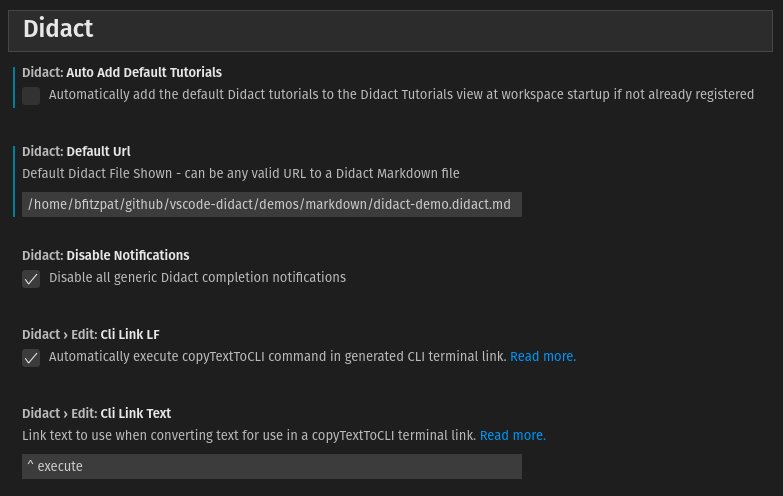 Didact
Didact: Auto Add Default Tutorials
Automatically add the default Didact tutorials to the Didact Tutorials view at workspace startup if not already registered
Didact: Default Url
Default Didact File Shown - can be any valid URL to a Didact Markdown file
/home/bfitzpat/github/vscode-didact/demos/markdown/didact-demo.didact.md
Didact: Disable Notifications
Disable all generic Didact completion notifications
Didact › Edit: Cli Link LF
Automatically execute copyTextToCLI command in generated CLI terminal link. Read more.
Didact › Edit: Cli Link Text
Link text to use when converting text for use in a copyTextToCLI terminal link. Read more.
^ execute